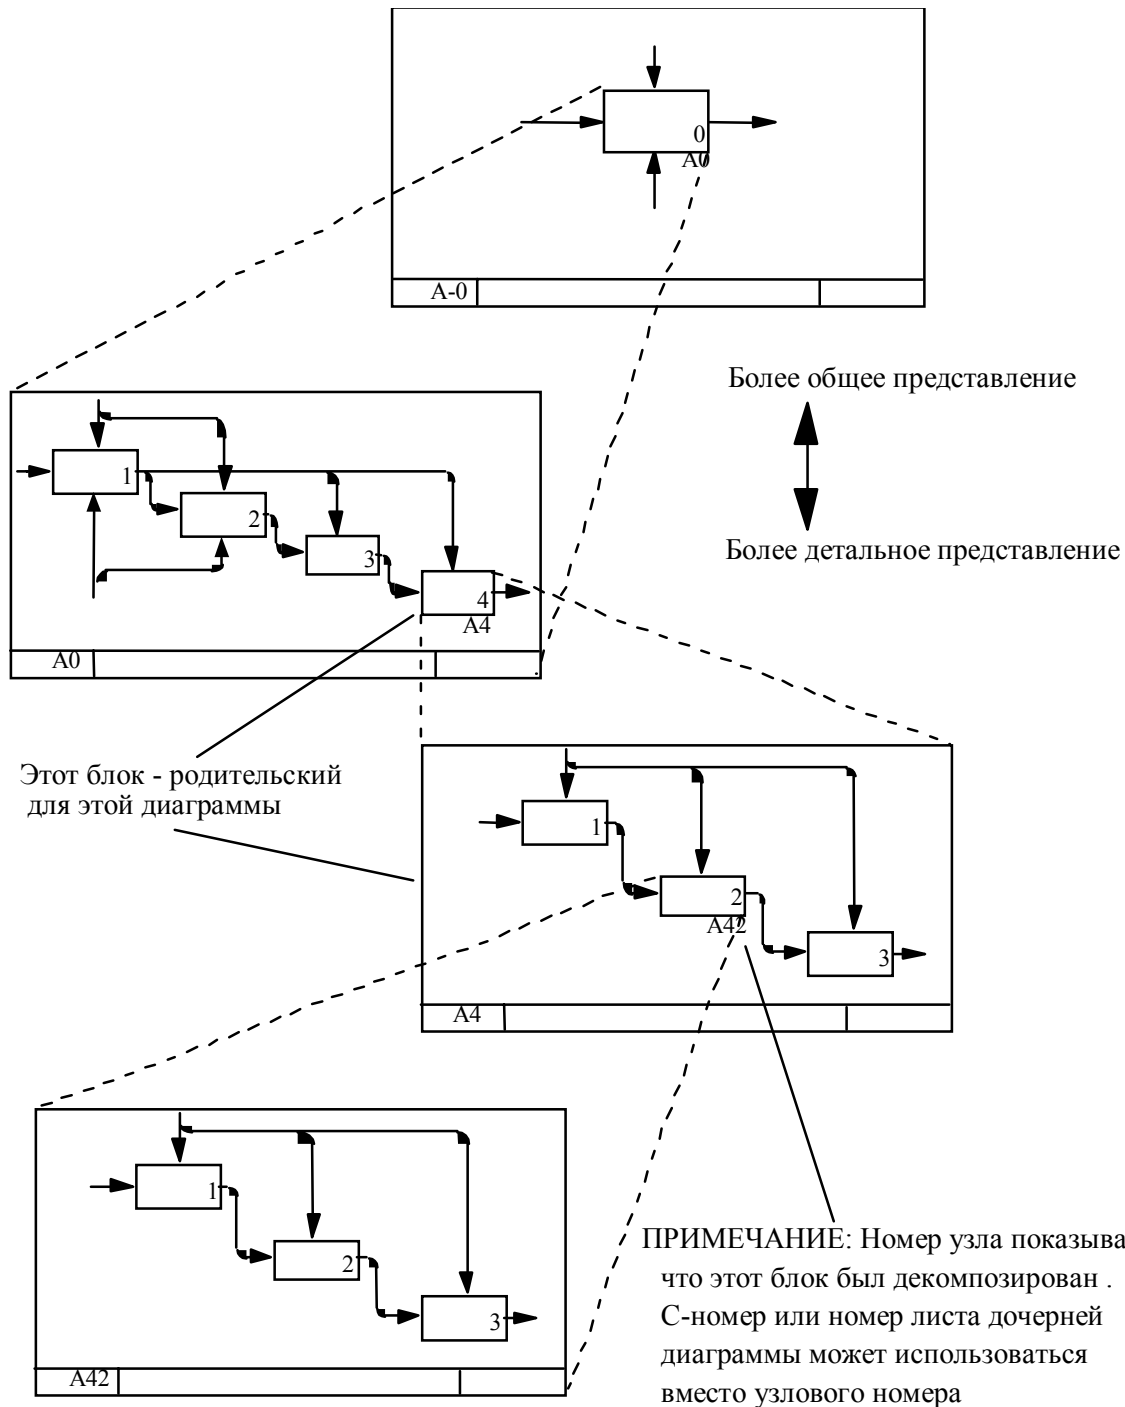 0
A0
A-0
Более общее представление
Более детальное представление
1
2
3
4
A4
A0
Этот блок - родительский
для этой диаграммы
1
2
A42
3
A4
1
2
3
A42
ПРИМЕЧАНИЕ: Номер узла показыва
что этот блок был декомпозирован .
С-номер или номер листа дочерней
диаграммы может использоваться
вместо узлового номера